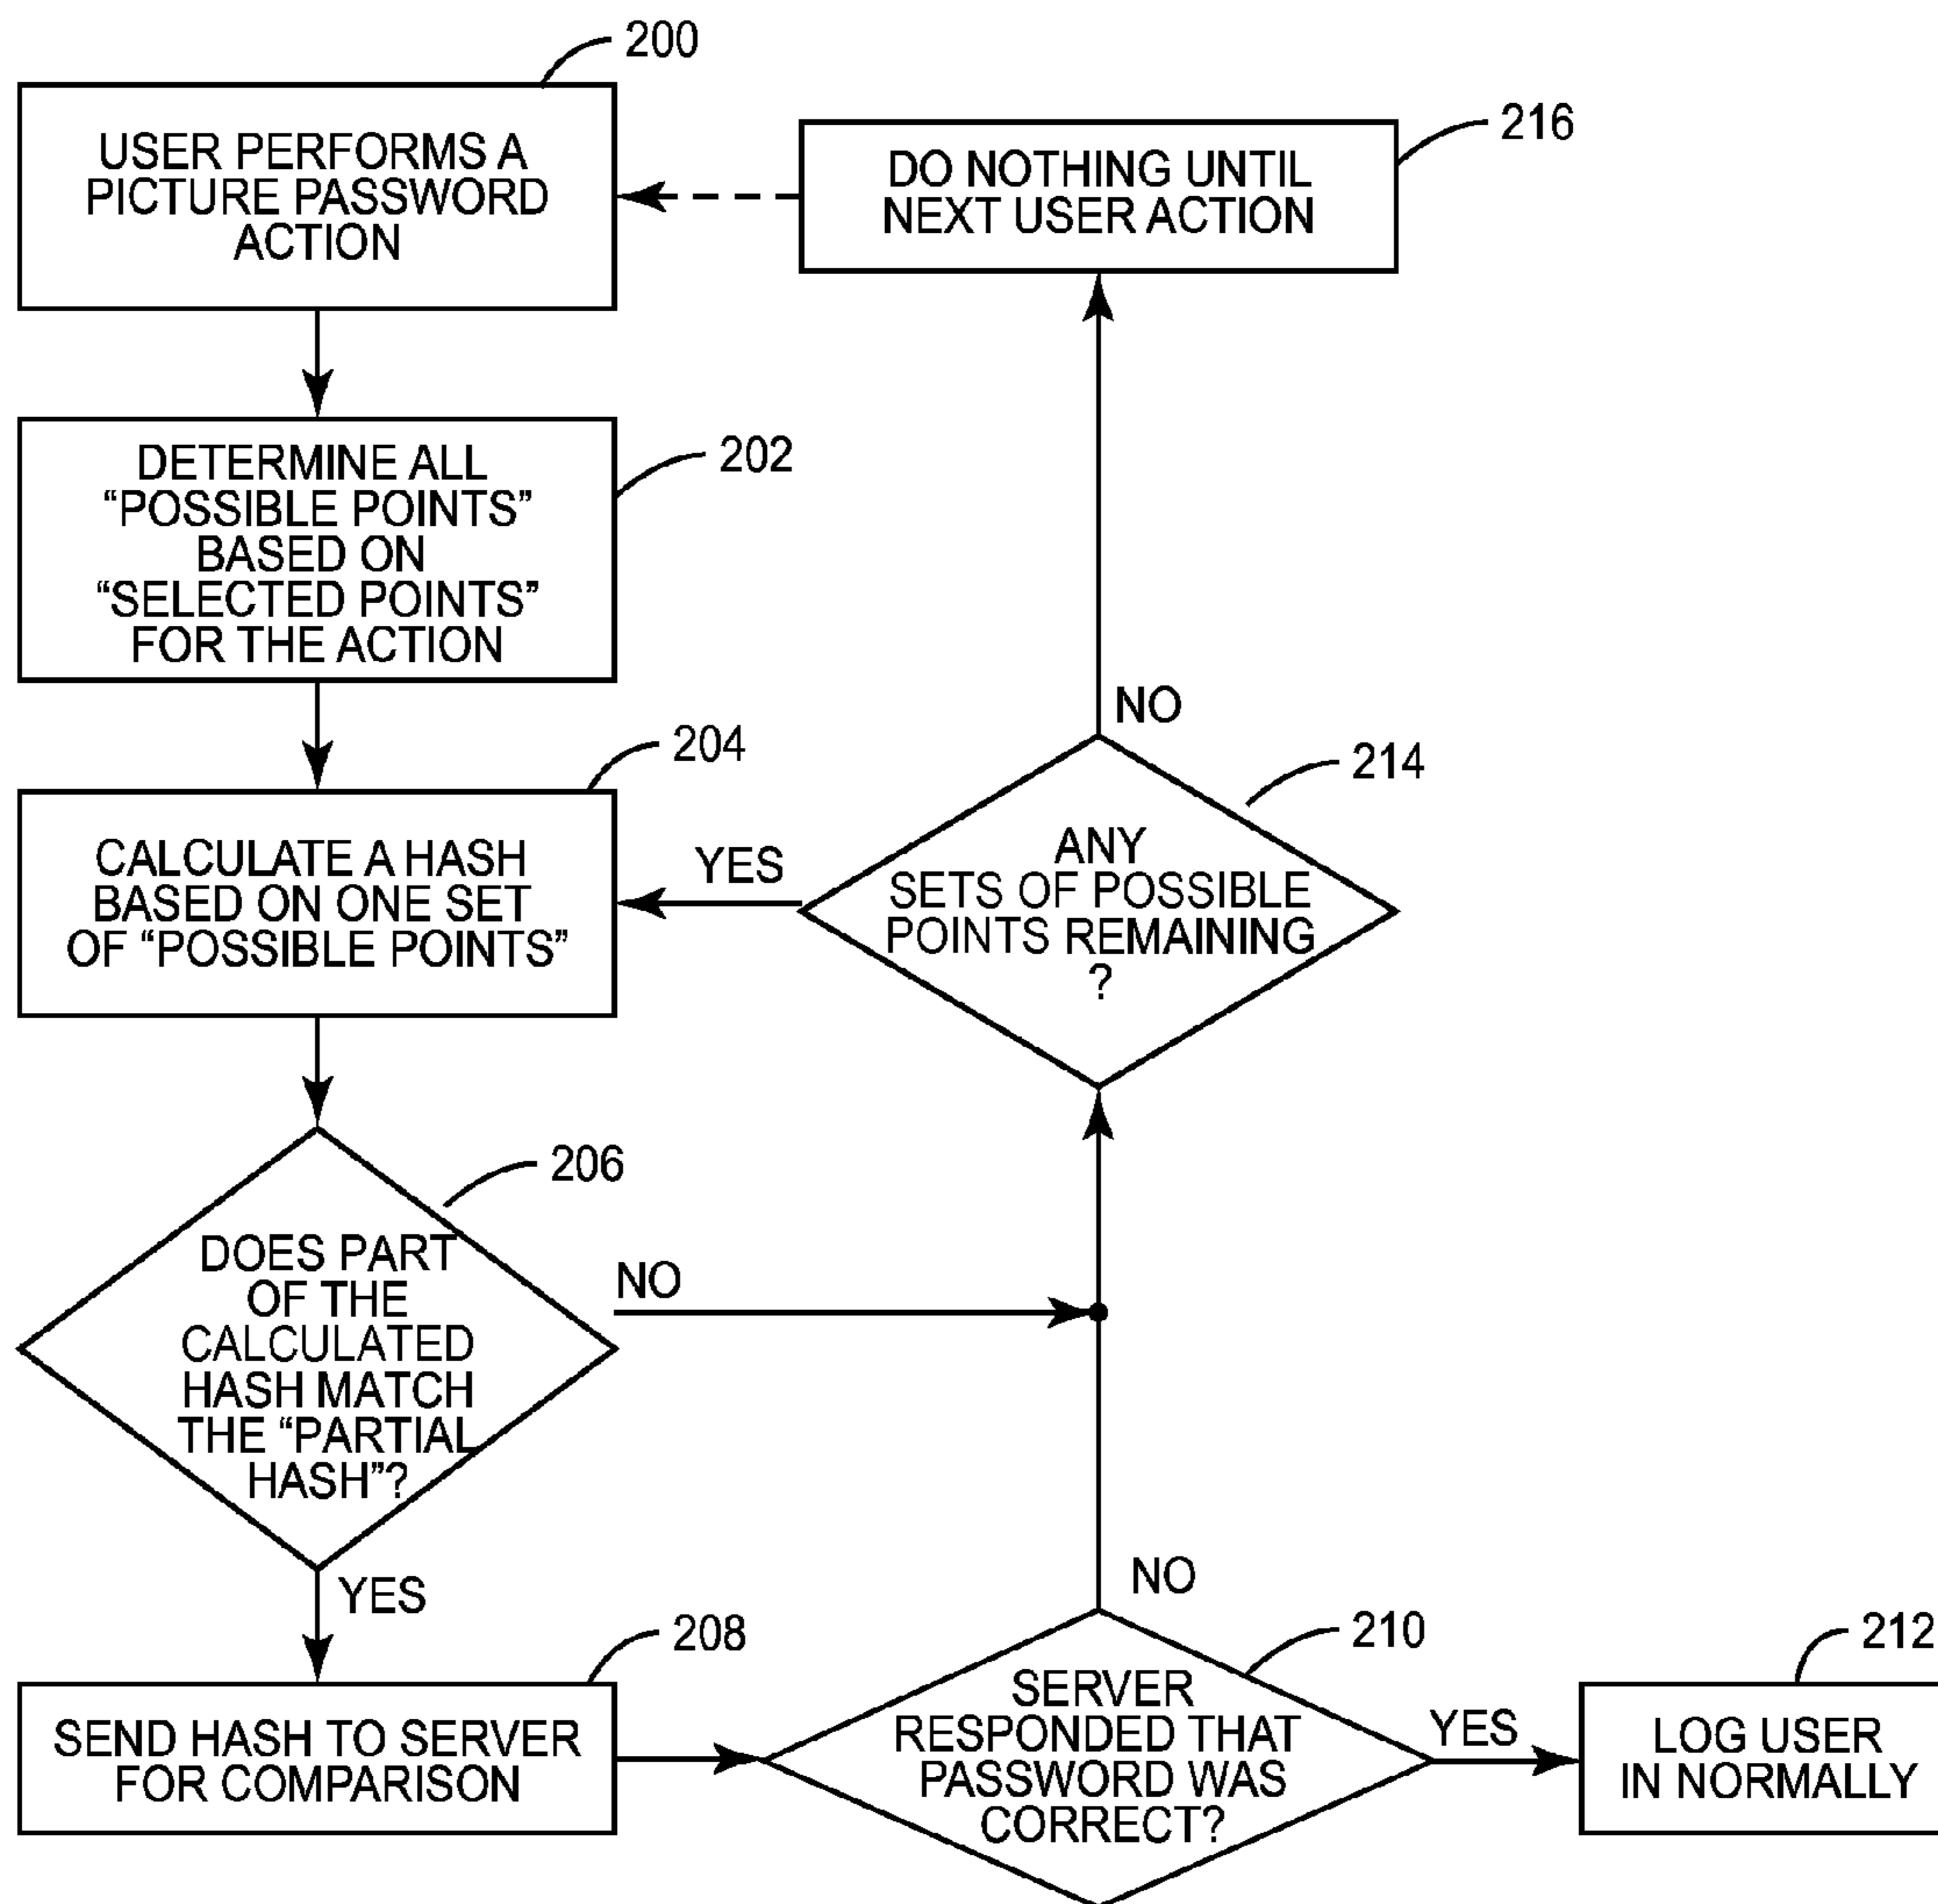 200
USER PERFORMS A
PICTURE PASSWORD
ACTION
216
DO NOTHING UNTIL
NEXT USER ACTION
202
DETERMINE ALL
“POSSIBLE POINTS”
BASED ON
“SELECTED POINTS”
FOR THE ACTION
NO
204
CALCULATE A HASH
BASED ON ONE SET
OF “POSSIBLE POINTS”
YES
214
ANY
SETS OF POSSIBLE
POINTS REMAINING
?
206
DOES PART
OF THE
CALCULATED
HASH MATCH
THE “PARTIAL
HASH”?
NO
YES
208
SEND HASH TO SERVER
FOR COMPARISON
NO
210
SERVER
RESPONDED THAT
PASSWORD WAS
CORRECT?
YES
212
LOG USER
IN NORMALLY